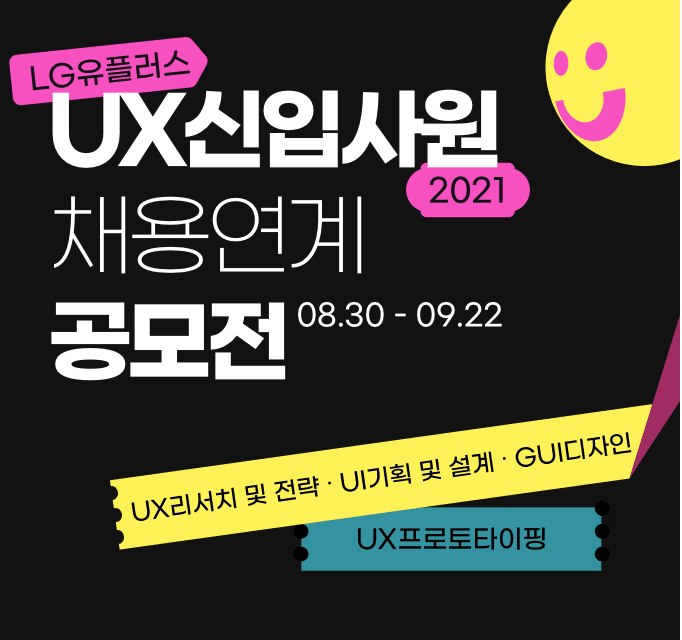 LG유플러스
UX신입사원
2021
채용연계
공모전 08.30 - 09.22
UX리서치 및 전략 · UI기획 및 설계 · GUI디자인
UX프로토타이핑